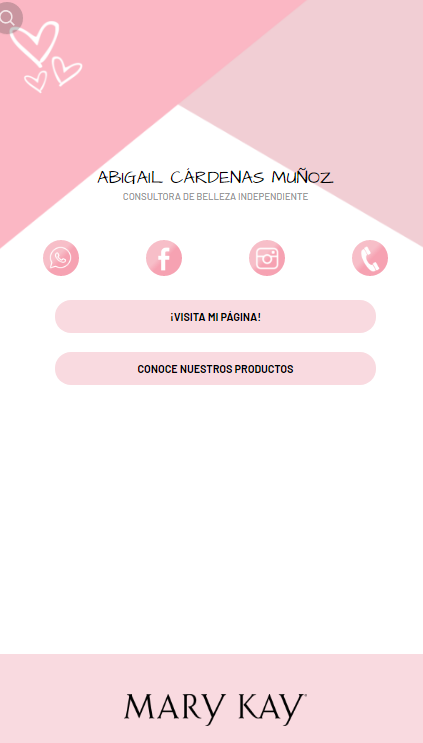 ABIGAIL CÁRDENAS MUÑOZ
CONSULTORA DE BELLEZA INDEPENDIENTE
¡VISITA MI PÁGINA!
CONOCE NUESTROS PRODUCTOS
MARY KAY